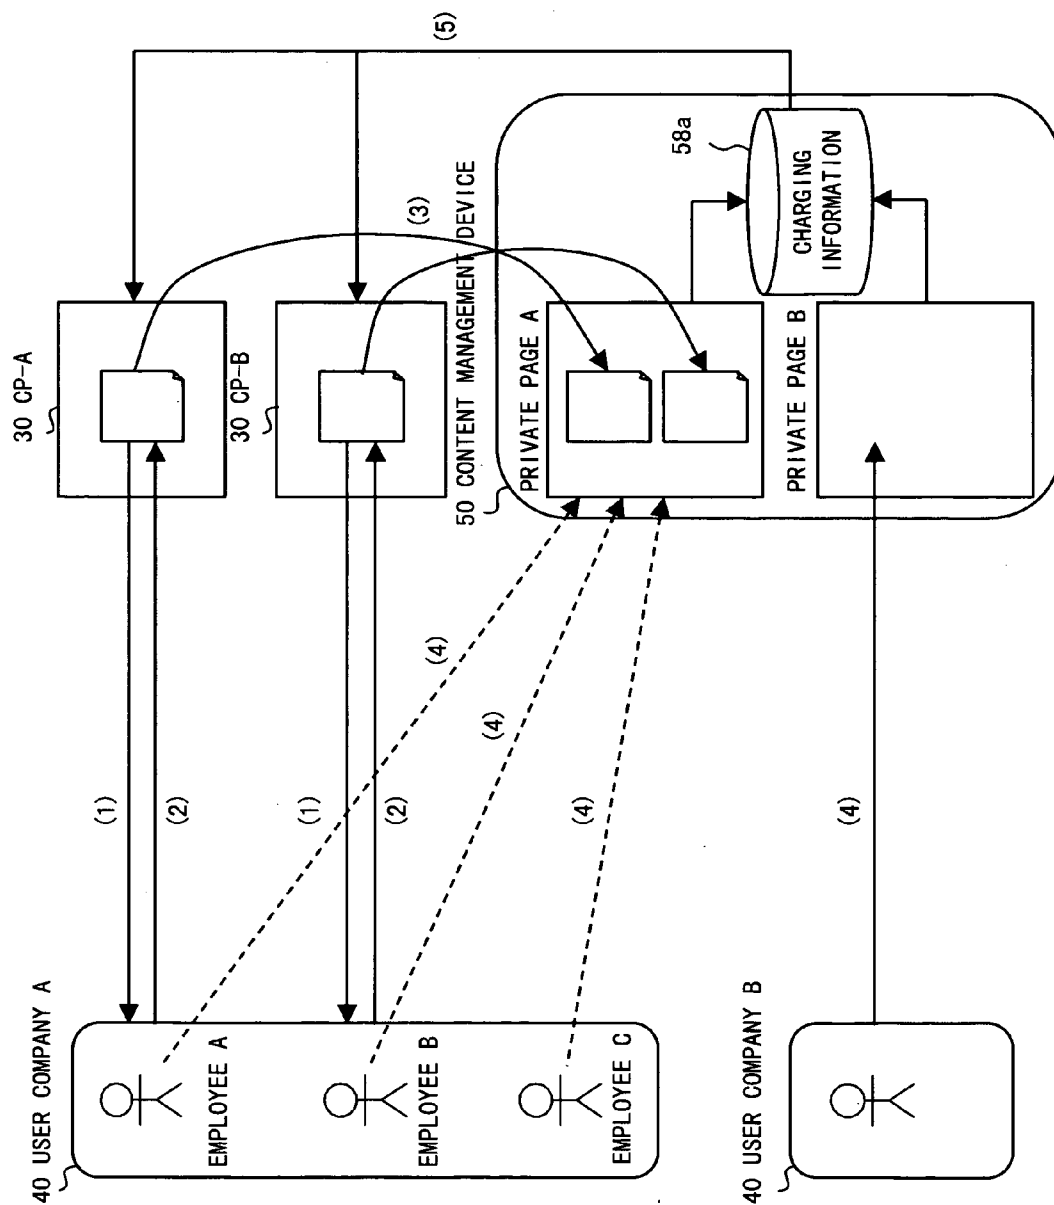 40 USER COMPANY A
EMPLOYEE A
EMPLOYEE B
EMPLOYEE C
40 USER COMPANY B
(1)
(2)
(1)
(2)
(4)
(4)
(4)
(4)
30 CP-A
30 CP-B
(3)
(5)
50 CONTENT MANAGEMENT DEVICE
PRIVATE PAGE A
PRIVATE PAGE B
58a
CHARGING
INFORMATION